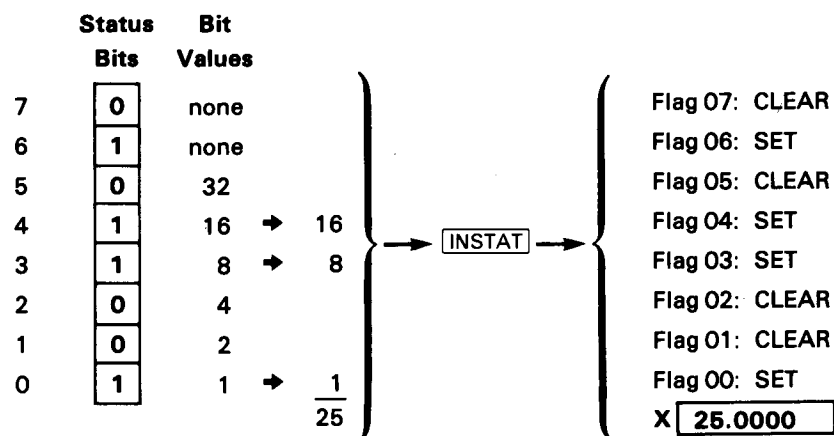 Status Bit
Bits Values
7 0 none Flag 07: CLEAR
6 1 none Flag 06: SET
5 0 32 Flag 05: CLEAR
4 1 16 → 16 Flag 04: SET
INSTAT
3 1 8 → 8 Flag 03: SET
2 0 4 Flag 02: CLEAR
1 0 2 Flag 01: CLEAR
0 1 1 → 1 Flag 00: SET
25 X 25.0000